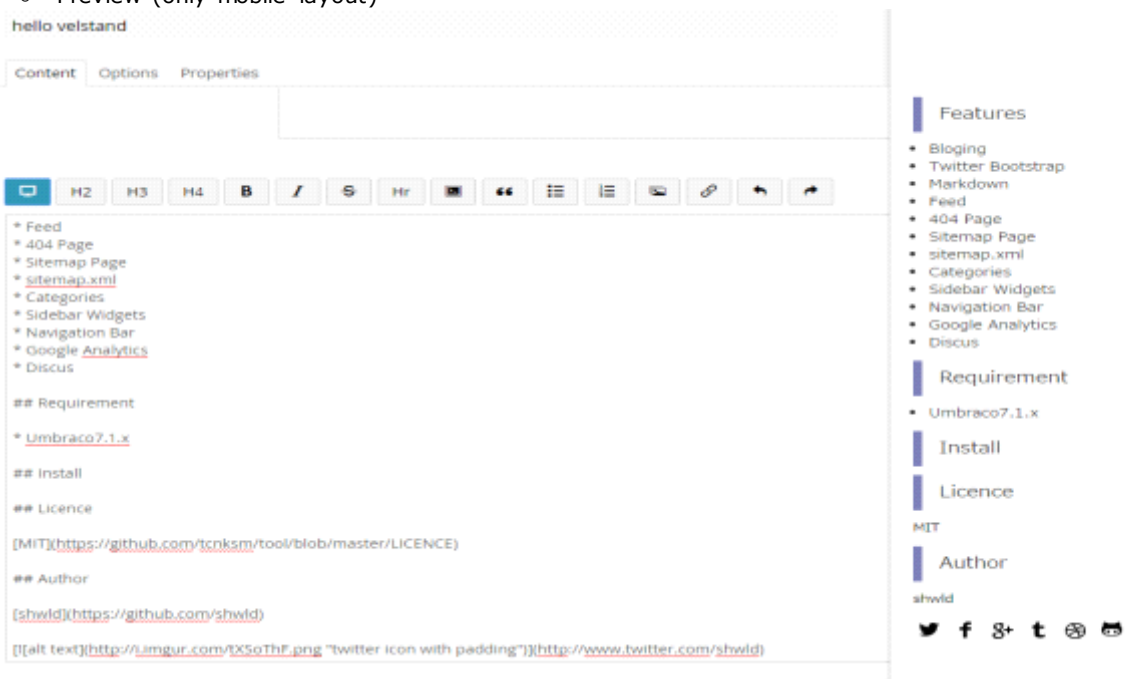 Preview (only mobile layout)
hello velstand
Content Options Properties
H2 H3 H4 B I S Hr
* Feed
* 404 Page
* Sitemap Page
* sitemap.xml
* Categories
* Sidebar Widgets
* Navigation Bar
* Google Analytics
* Discus
## Requirement
* Umbraco7.1.x
## Install
## Licence
[MIT](https://github.com/tcnksm/tool/blob/master/LICENCE)
## Author
[shwld](https://github.com/shwld)
[![alt text](http://i.imgur.com/tXSoThF.png "twitter icon with padding")](http://www.twitter.com/shwld)
Features
• Bloging
• Twitter Bootstrap
• Markdown
• Feed
• 404 Page
• Sitemap Page
• sitemap.xml
• Categories
• Sidebar Widgets
• Navigation Bar
• Google Analytics
• Discus
Requirement
• Umbraco7.1.x
Install
Licence
MIT
Author
shwld